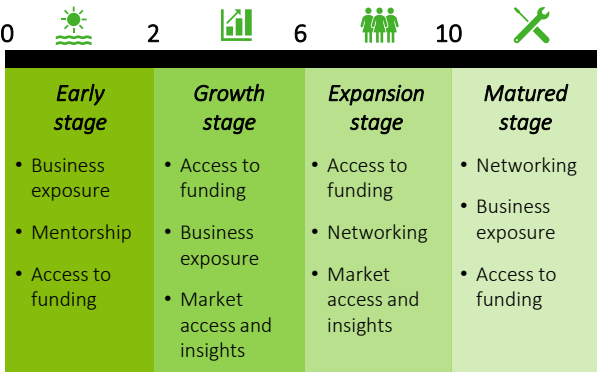 0 2 6 10
Early
stage
• Business
exposure
• Mentorship
• Access to
funding
Growth
stage
• Access to
funding
• Business
exposure
• Market
access and
insights
Expansion
stage
• Access to
funding
• Networking
• Market
access and
insights
Matured
stage
• Networking
• Business
exposure
• Access to
funding